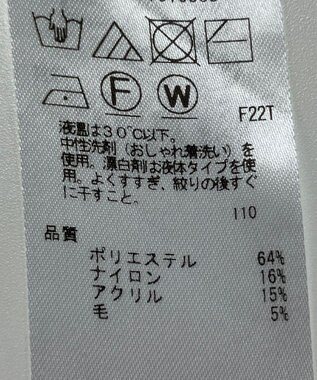 F
W
F22T
液温は30℃以下。
中性洗剤（おしゃれ着洗い）を
使用。漂白剤は液体タイプを使
用。よくすすぎ、絞りの後すぐ
に干すこと。
110
品質
ポリエステル 64%
ナイロン 16%
アクリル 15%
毛 5%